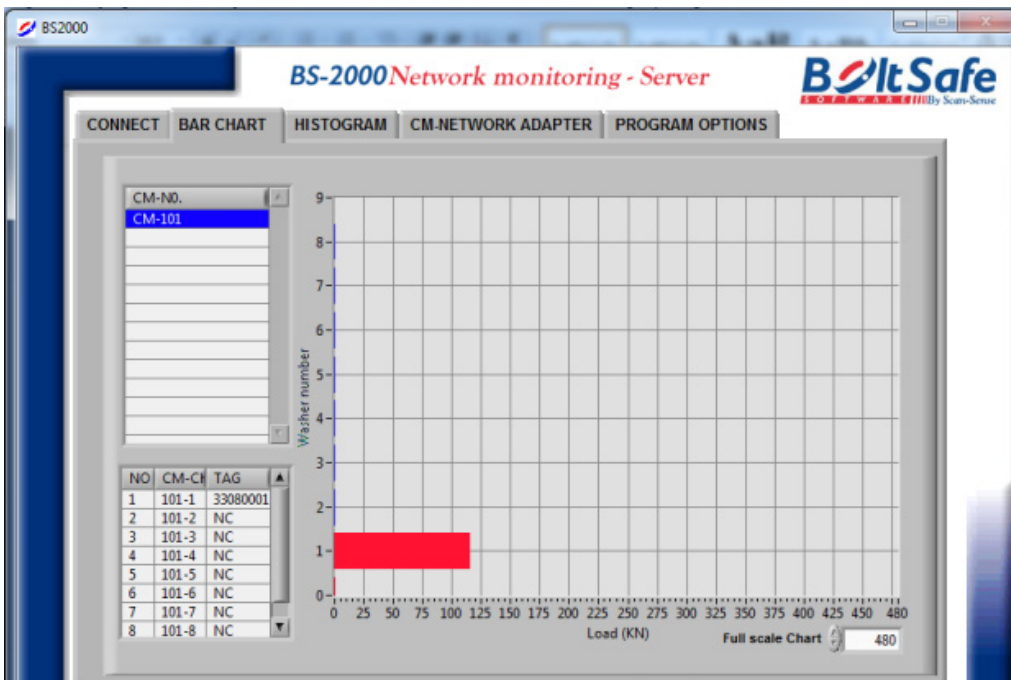 BS2000
BS-2000 Network monitoring - Server
BoltSafe
SOFTWARE By Scan-Sense
CONNECT BAR CHART HISTOGRAM CM-NETWORK ADAPTER PROGRAM OPTIONS
CM-N0.
CM-101
NO CM-CH TAG
1 101-1 33080001
2 101-2 NC
3 101-3 NC
4 101-4 NC
5 101-5 NC
6 101-6 NC
7 101-7 NC
8 101-8 NC
Washer number
9
8
7
6
5
4
3
2
1
0
0 25 50 75 100 125 150 175 200 225 250 275 300 325 350 375 400 425 450 480
Load (KN)
Full scale Chart 480